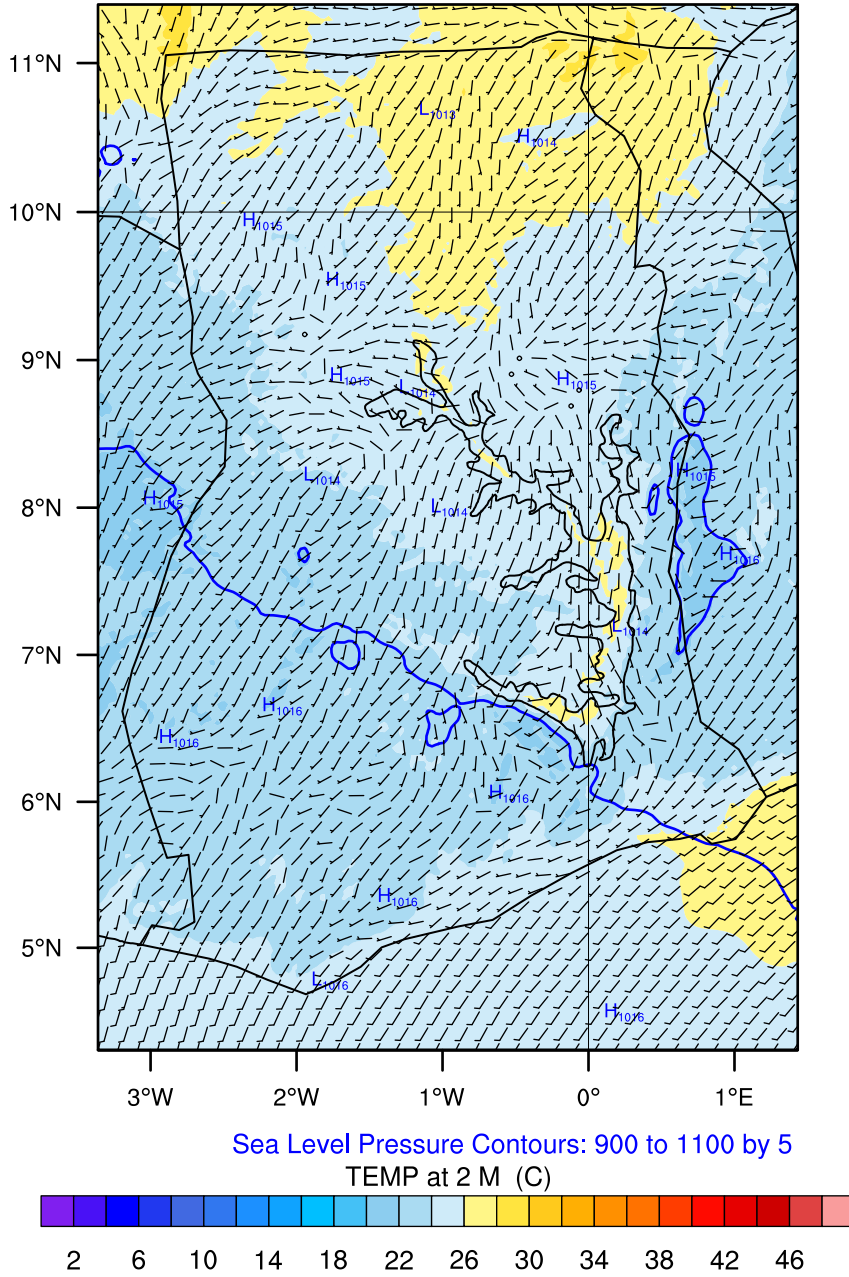 11°N
L1013
H1014
10°N
H1015
H1015
9°N
H1015
L1014
H1015
L1014
H1015
8°N
H1015
L1014
H1016
L1014
7°N
H1016
H1016
6°N
H1016
H1016
5°N
L1016
H1016
3°W 2°W 1°W 0° 1°E
Sea Level Pressure Contours: 900 to 1100 by 5
TEMP at 2 M (C)
2 6 10 14 18 22 26 30 34 38 42 46